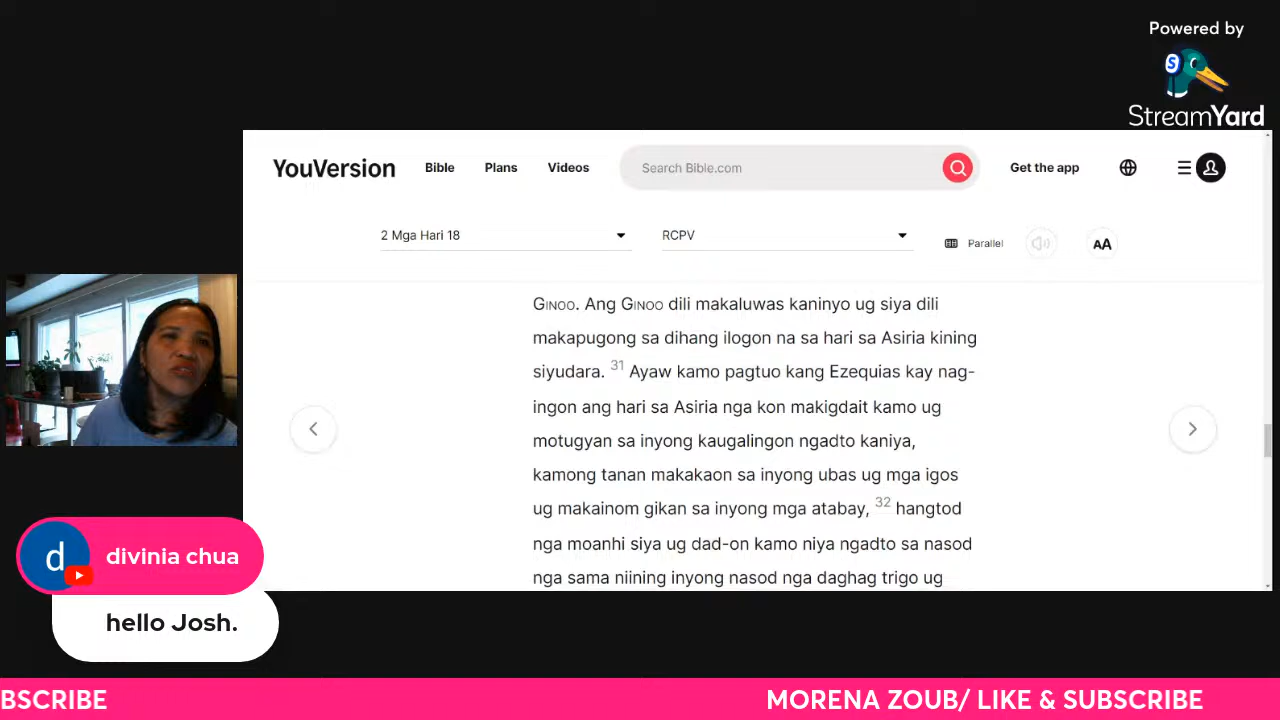 Powered by
StreamYard
YouVersion
Bible
Plans
Videos
Search Bible.com
Get the app
2 Mga Hari 18
RCPV
Parallel
AA
GINOO. Ang GINOO dili makaluwas kaninyo ug siya dili
makapugong sa dihang ilogon na sa hari sa Asiria kining
siyudara. 31 Ayaw kamo pagtuo kang Ezequias kay nag-
ingon ang hari sa Asiria nga kon makigdait kamo ug
motugyan sa inyong kaugalingon ngadto kaniya,
kamong tanan makakaon sa inyong ubas ug mga igos
ug makainom gikan sa inyong mga atabay, 32 hangtod
nga moanhi siya ug dad-on kamo niya ngadto sa nasod
nga sama niining inyong nasod nga daghag trigo ug
d
divinia chua
hello Josh.
BSCRIBE
MORENA ZOUB/ LIKE & SUBSCRIBE